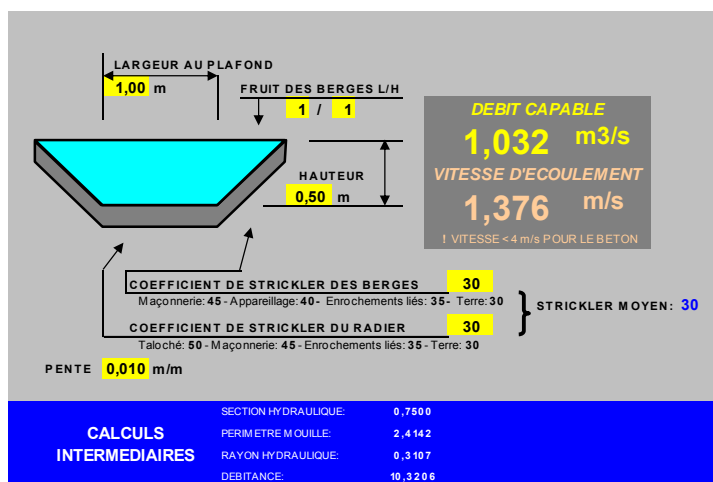 LARGEUR AU PLAFOND
1,00 m
FRUIT DES BERGES L/H
1 / 1
HAUTEUR
0,50 m
DEBIT CAPABLE
1,032 m3/s
VITESSE D'ECOULEMENT
1,376 m/s
! VITESSE < 4 m/s POUR LE BETON
COEFFICIENT DE STRICKLER DES BERGES 30
Maçonnerie: 45 - Appareillage: 40 - Enrochements liés: 35 - Terre: 30
STRICKLER MOYEN: 30
COEFFICIENT DE STRICKLER DU RADIER 30
Taloché: 50 - Maçonnerie: 45 - Enrochements liés: 35 - Terre: 30
PENTE 0,010 m/m
CALCULS INTERMEDIAIRES
SECTION HYDRAULIQUE: 0,7500
PERIMETRE MOUILLE: 2,4142
RAYON HYDRAULIQUE: 0,3107
DEBITANCE: 10,3206